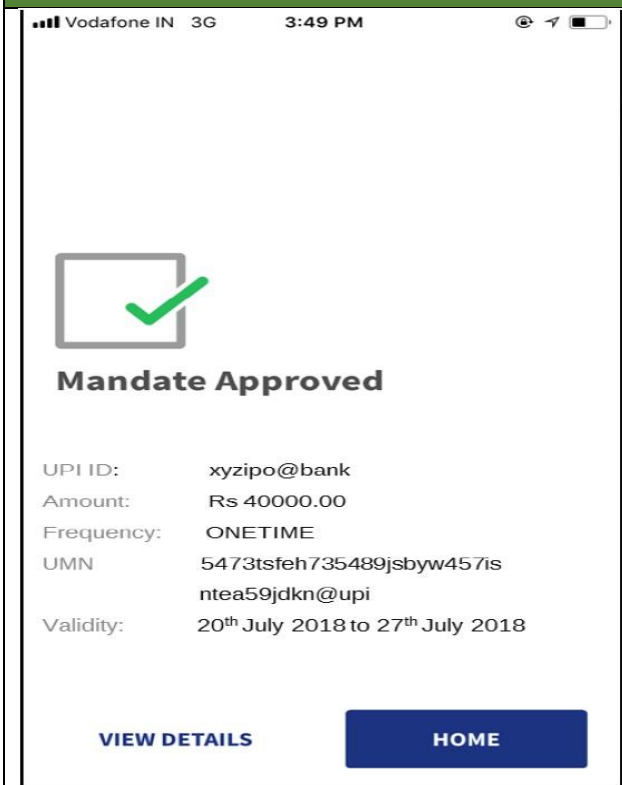 Vodafone IN 3G 3:49 PM
Mandate Approved
UPI ID: xyzipo@bank
Amount: Rs 40000.00
Frequency: ONETIME
UMN 5473tsfeh735489jsbyw457is
ntea59jdkn@upi
Validity: 20th July 2018 to 27th July 2018
VIEW DETAILS HOME